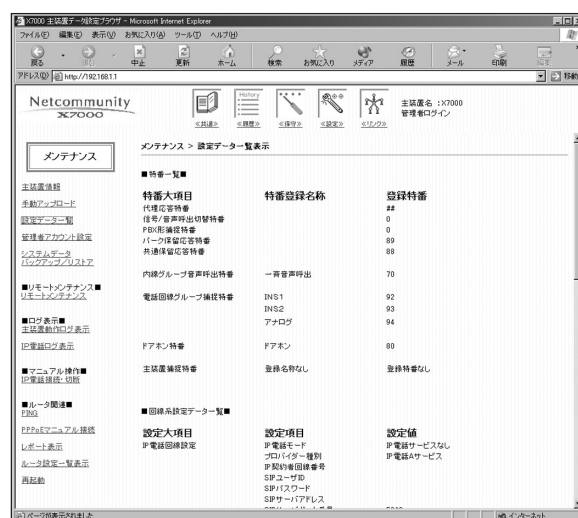 X7000 主装置データ設定ブラウザ - Microsoft Internet Explorer
ファイル(F) 編集(E) 表示(V) お気に入り(A) ツール(T) ヘルプ(H)
戻る 中止 更新 ホーム 検索 お気に入り メディア 履歴 メール 印刷
アドレス(D) http://192.168.1.1 移動
Netcommunity
X7000
≪共通≫ History ≪履歴≫ ≪保守≫ ≪設定≫ ≪リンク≫
主装置名 :X7000
管理者ログイン
メンテナンス
主装置情報
手動アップロード
設定データ一覧
管理者アカウント設定
システムデータ
バックアップ/リストア
■リモートメンテナンス■
リモートメンテナンス
■ログ表示■
主装置動作ログ表示
IP電話ログ表示
■マニュアル操作■
IP電話接続・切断
■ルータ関連■
PING
PPPoEマニュアル接続
レポート表示
ルータ設定一覧表示
再起動
メンテナンス > 設定データ一覧表示
■特番一覧■
特番大項目 特番登録名称 登録特番
代理応答特番 ##
信号/音声呼出切替特番 0
PBX形捕捉特番 0
パーク保留応答特番 89
共通保留応答特番 88
内線グループ音声呼出特番 一斉音声呼出 70
電話回線グループ捕捉特番 INS1 92
INS2 93
アナログ 94
ドアホン特番 ドアホン 80
主装置捕捉特番 登録名称なし 登録特番なし
■回線系設定データ一覧■
設定大項目 設定項目 設定値
IP電話回線設定 IP電話モード IP電話サービスなし
プロバイダー種別 IP電話Aサービス
IP契約者回線番号
SIPユーザID
SIPパスワード
SIPサーバアドレス
ページが表示されました インターネット